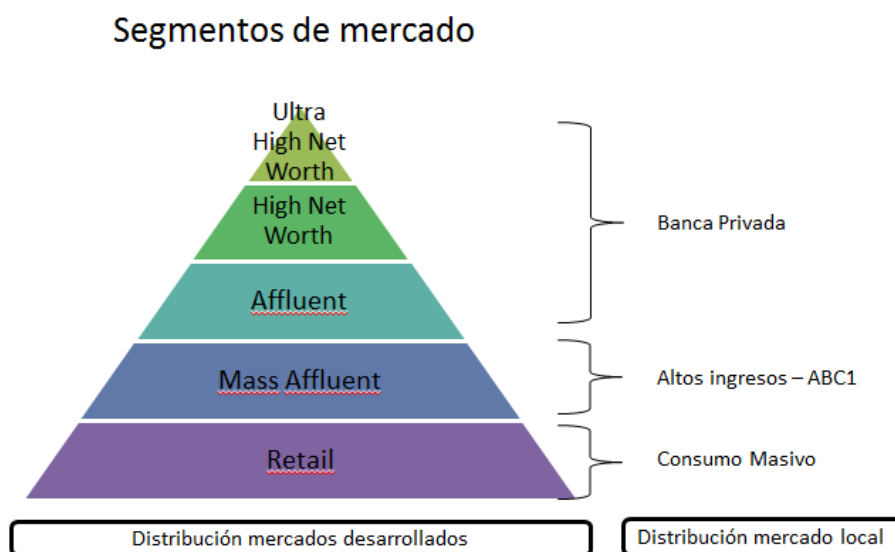 Segmentos de mercado
Ultra
High Net
Worth
High Net
Worth
Banca Privada
Affluent
Mass Affluent
Altos ingresos – ABC1
Retail
Consumo Masivo
Distribución mercados desarrollados
Distribución mercado local